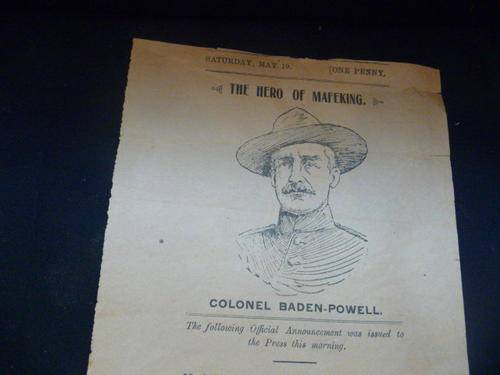 SATURDAY, MAY 19. [ONE PENNY.
THE HERO OF MAFEKING.
COLONEL BADEN-POWELL.
The following Official Announcement was issued to
the Press this morning.